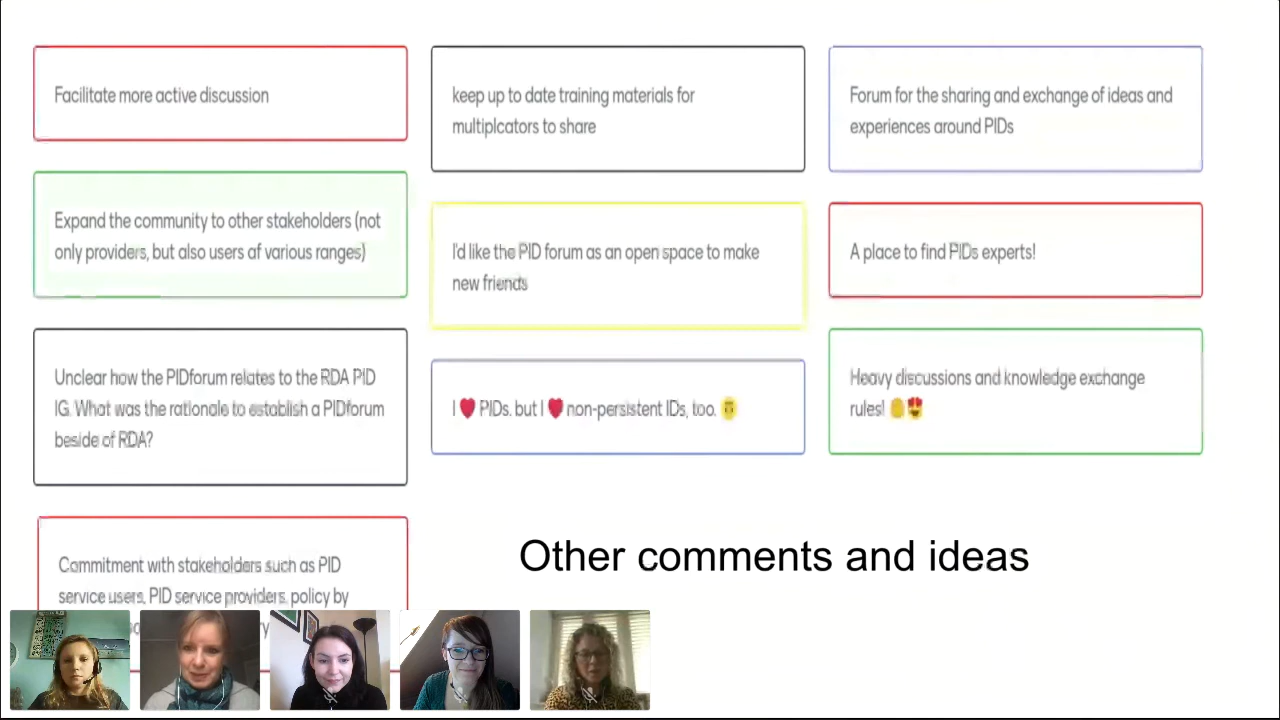 Facilitate more active discussion
keep up to date training materials for
multiplcators to share
Forum for the sharing and exchange of ideas and
experiences around PIDs
Expand the community to other stakeholders (not
only providers, but also users af various ranges)
I'd like the PID forum as an open space to make
new friends
A place to find PIDs experts!
Unclear how the PIDforum relates to the RDA PID
IG. What was the rationale to establish a PIDforum
beside of RDA?
I ❤️ PIDs. but I ❤️ non-persistent IDs, too. 🙃
Heavy discussions and knowledge exchange
rules! 😍
Commitment with stakeholders such as PID
service users, PID service providers, policy by
Other comments and ideas